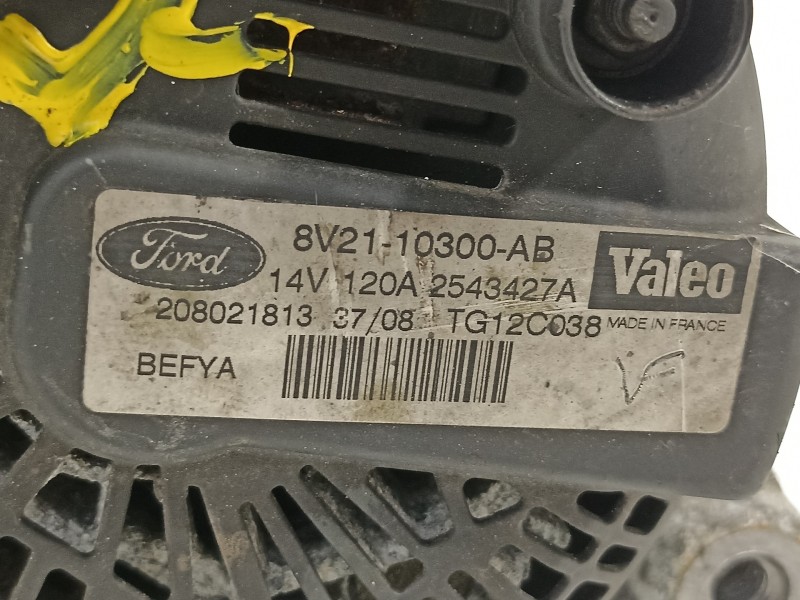 Ford 8V21-10300-AB Valeo
14V 120A 2543427A
208021813 37/08 TG12C038 MADE IN FRANCE
BEFYA